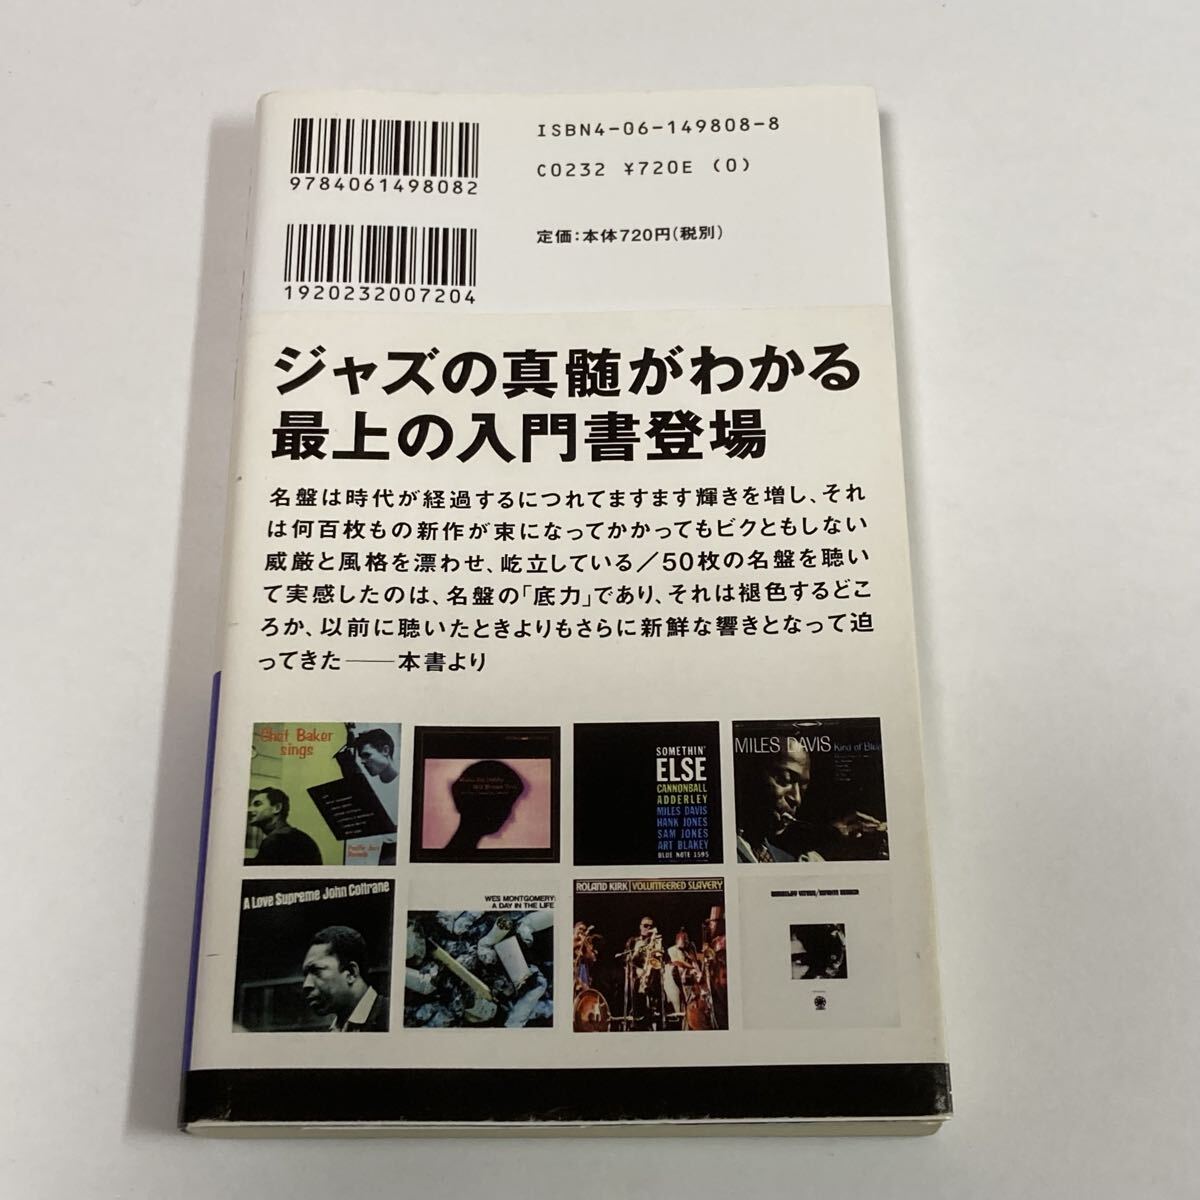 ISBN4-06-149808-8
9784061498082
C0232 ¥720E (0)
定価：本体720円（税別）
1920232007204
ジャズの真髄がわかる
最上の入門書登場
名盤は時代が経過するにつれてますます輝きを増し、それ
は何百枚もの新作が束になってかかってもビクともしない
威厳と風格を漂わせ、屹立している／50枚の名盤を聴い
て実感したのは、名盤の「底力」であり、それは褪色するどこ
ろか、以前に聴いたときよりもさらに新鮮な響きとなって迫
ってきた——本書より
Chet Baker
sings
Pacific Jazz
Records
SOMETHIN'
ELSE
CANNONBALL
ADDERLEY
MILES DAVIS
HANK JONES
SAM JONES
ART BLAKEY
BLUE NOTE 1595
MILES DAVIS Kind of Blue
A Love Supreme John Coltrane
WES MONTGOMERY:
A DAY IN THE LIFE
ROLAND KIRK VOLUNTEERED SLAVERY